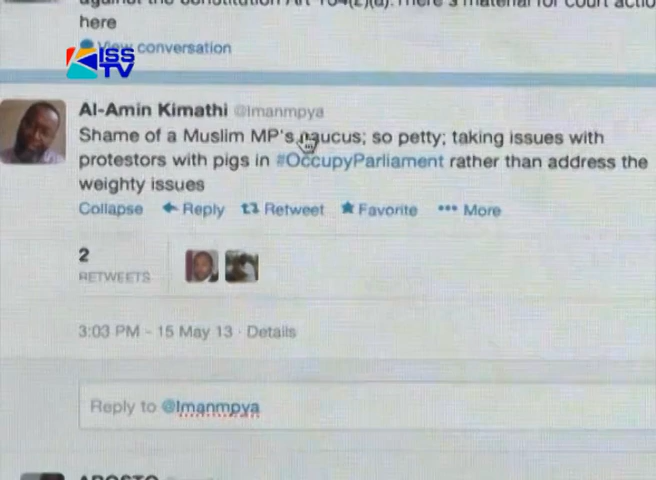 here
View conversation
ISS
TV
Al-Amin Kimathi @Imanmpya
Shame of a Muslim MP's caucus; so petty; taking issues with
protestors with pigs in #OccupyParliament rather than address the
weighty issues
Collapse Reply Retweet Favorite ••• More
2
RETWEETS
3:03 PM - 15 May 13 · Details
Reply to @Imanmpya